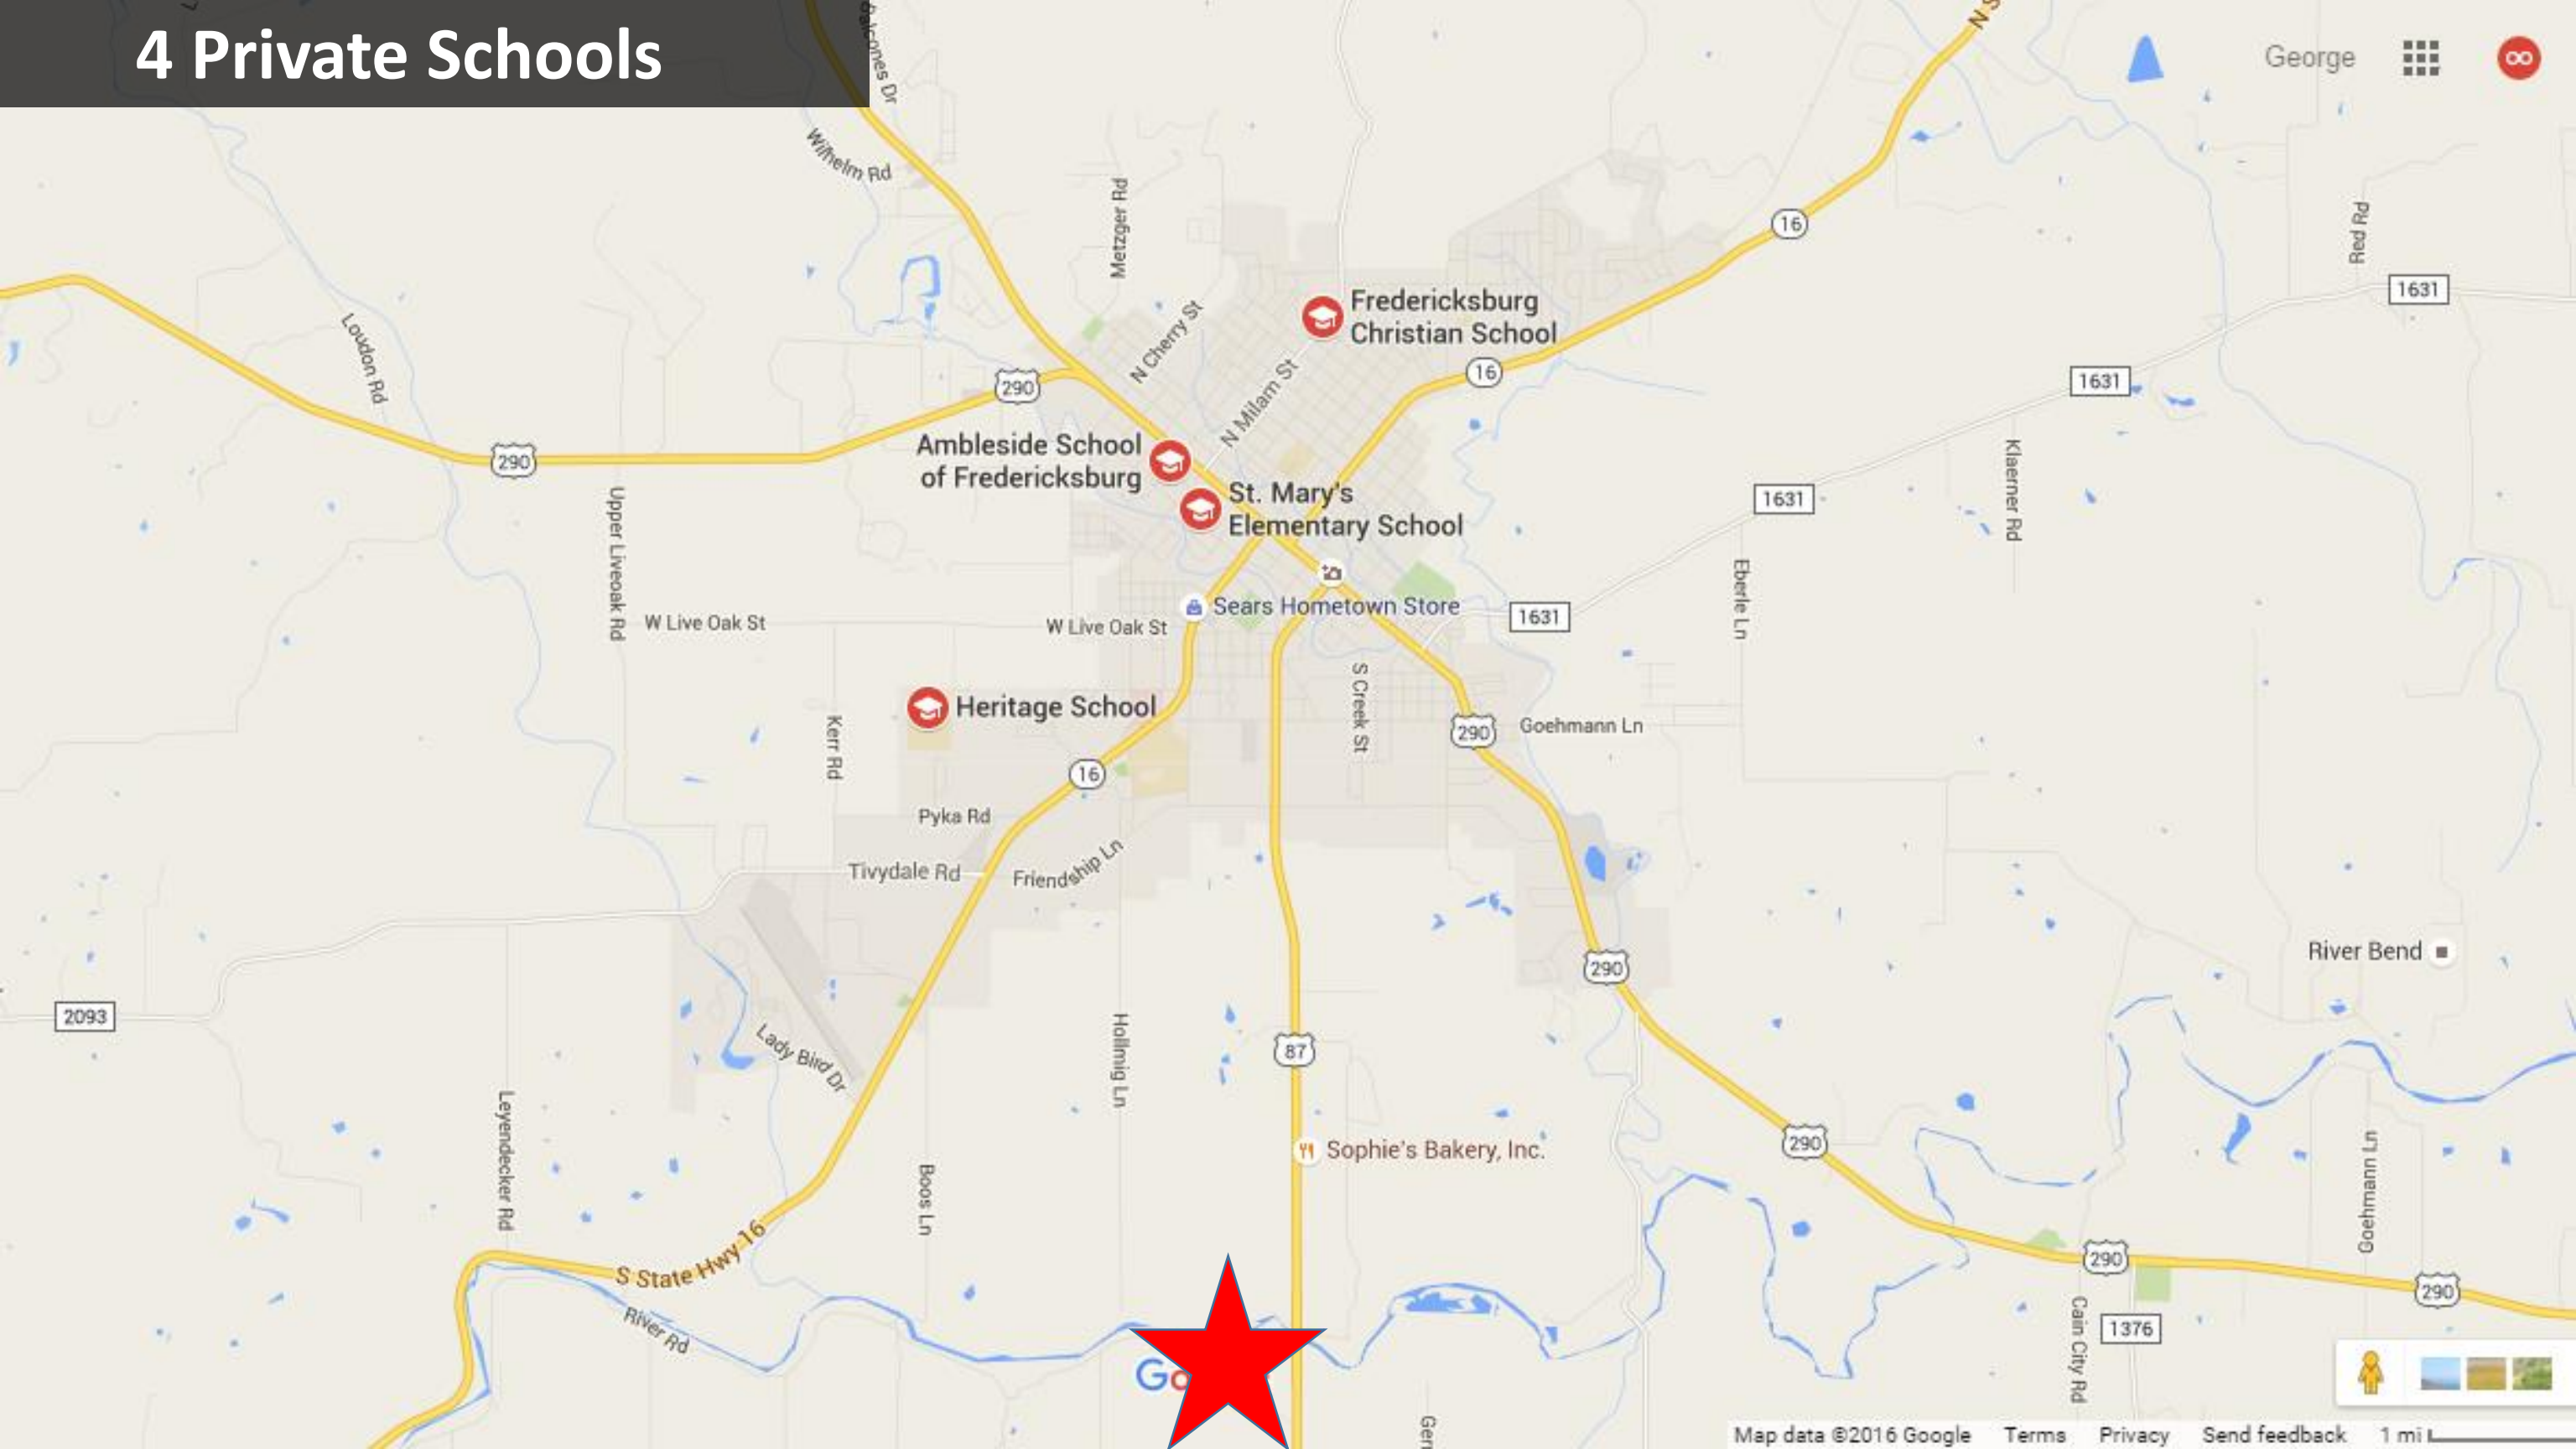 4 Private Schools
George
Balcones Dr
N S
Wilhelm Rd
Metzger Rd
16
Red Rd
1631
Fredericksburg
Christian School
Loudon Rd
N Cherry St
290
16
1631
N Milam St
Ambleside School
of Fredericksburg
290
St. Mary's
Elementary School
1631
Klaerner Rd
Upper Liveoak Rd
Eberle Ln
Sears Hometown Store
1631
W Live Oak St
W Live Oak St
S Creek St
Heritage School
Kerr Rd
290
Goehmann Ln
16
Pyka Rd
Tivydale Rd
Friendship Ln
River Bend
290
2093
Lady Bird Dr
Hollmig Ln
87
Leyendecker Rd
290
Sophie's Bakery, Inc.
Boos Ln
Goehmann Ln
S State Hwy 16
290
290
River Rd
Cain City Rd
1376
Go
Gerr
Map data ©2016 Google Terms Privacy Send feedback 1 mi